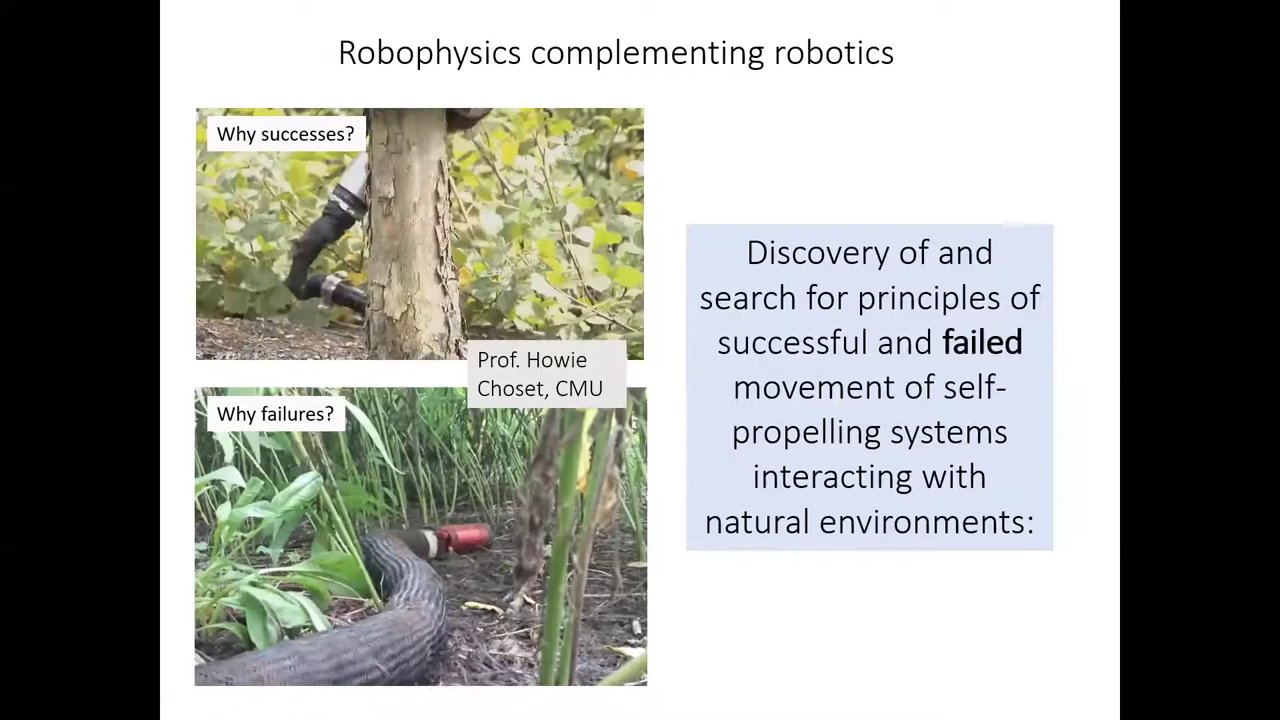 Robophysics complementing robotics
Why successes?
Prof. Howie
Choset, CMU
Why failures?
Discovery of and
search for principles of
successful and failed
movement of self-
propelling systems
interacting with
natural environments: